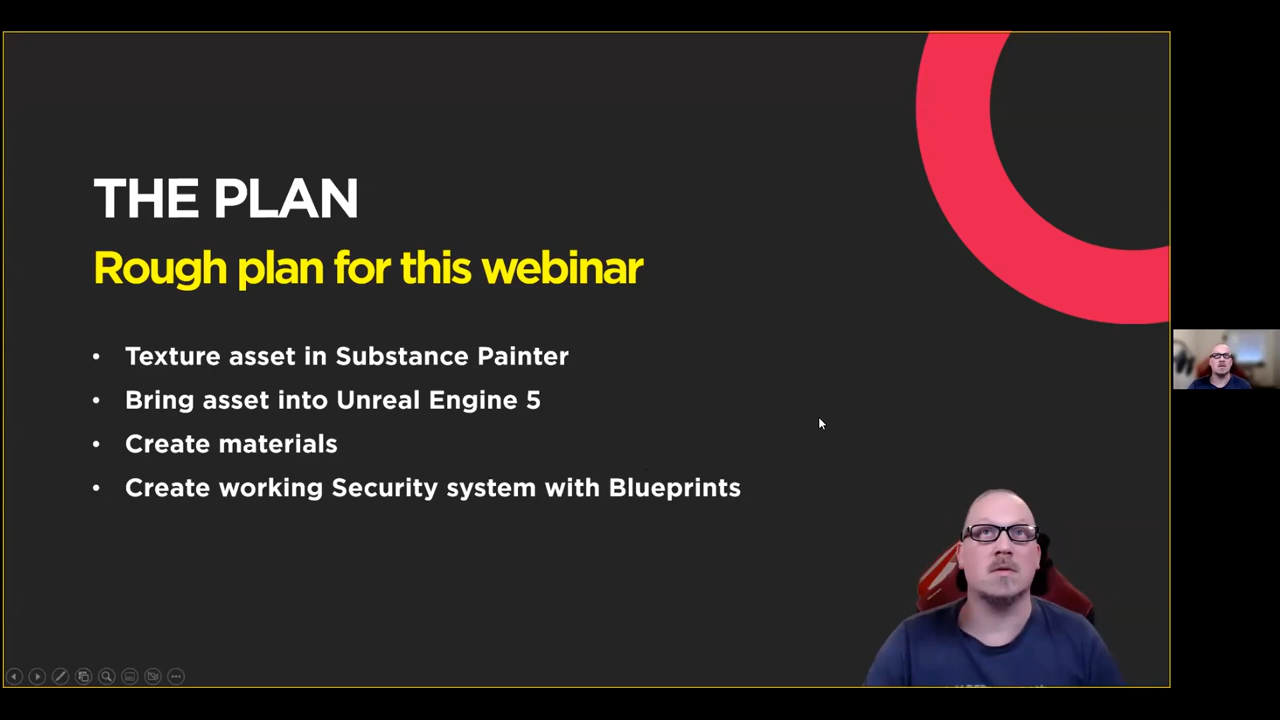 THE PLAN
Rough plan for this webinar
• Texture asset in Substance Painter
• Bring asset into Unreal Engine 5
• Create materials
• Create working Security system with Blueprints